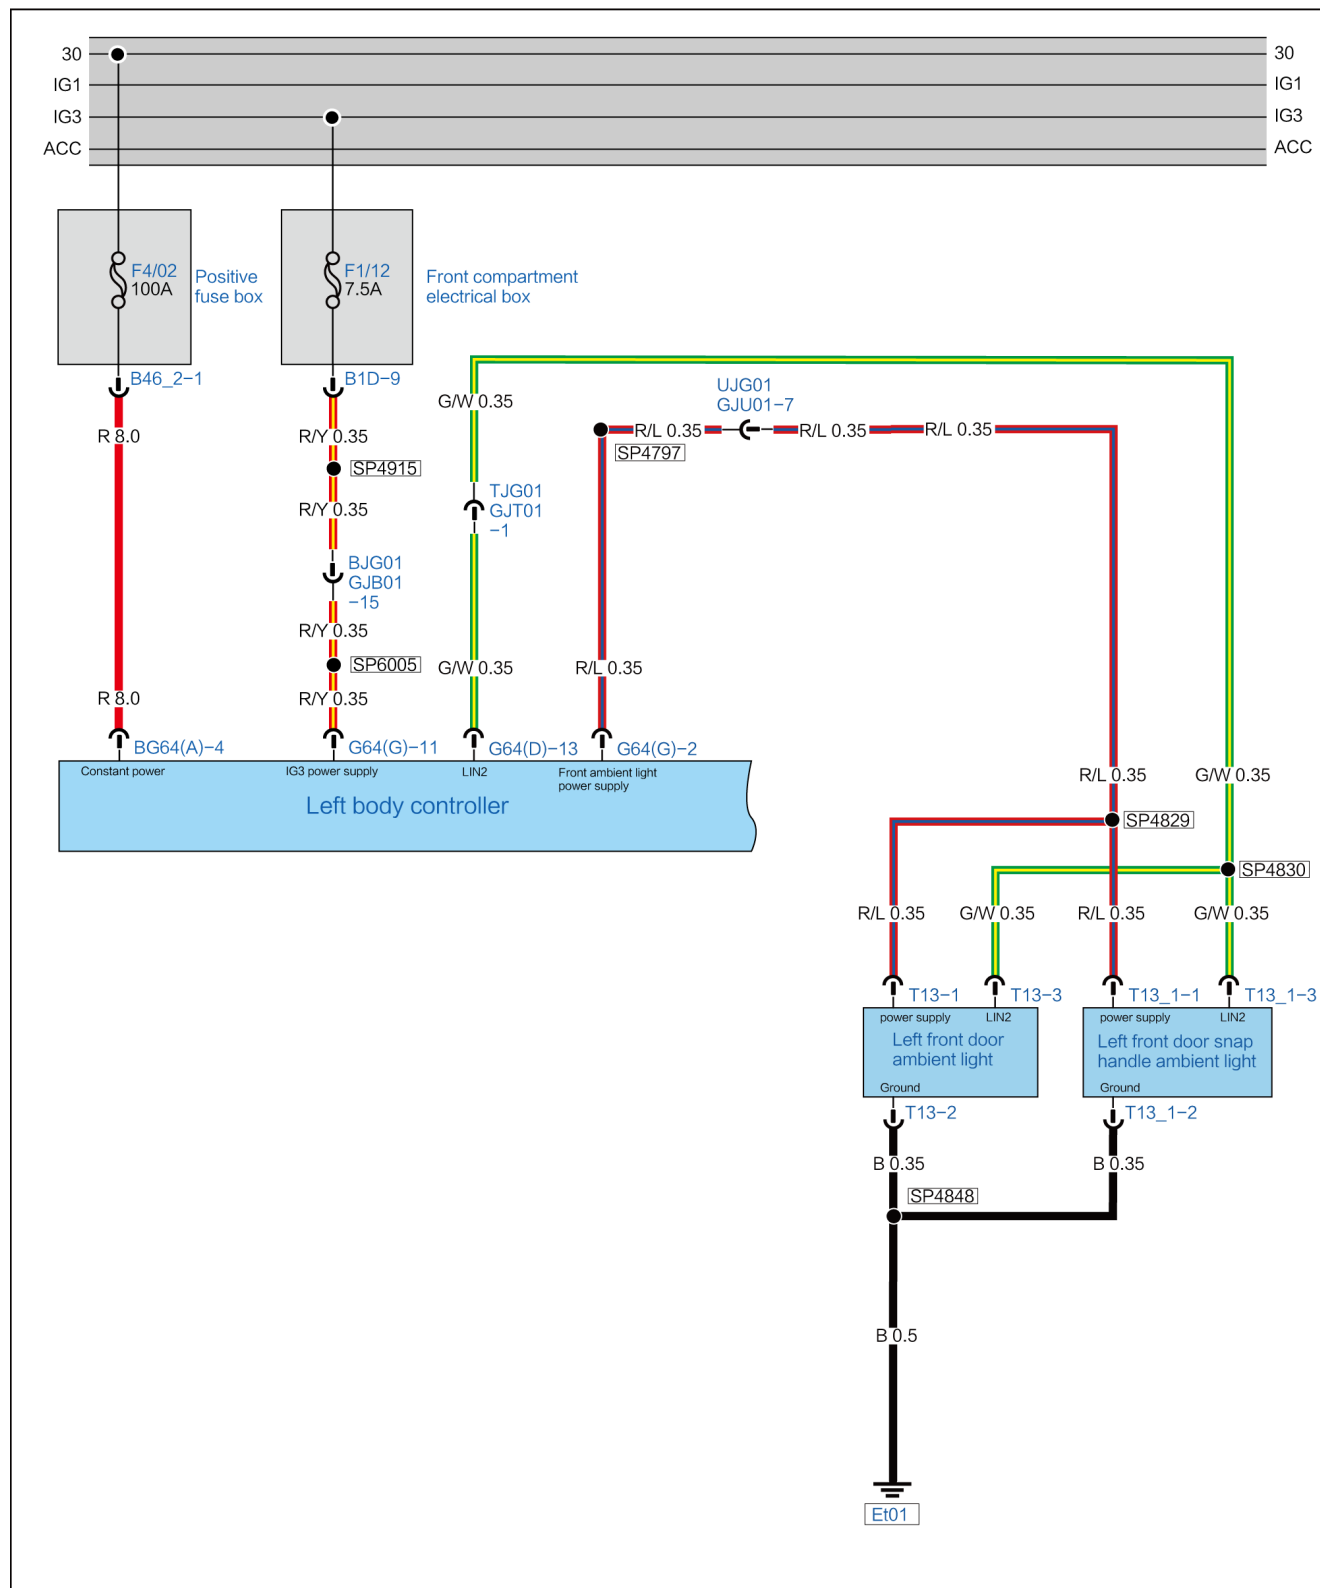 30
30
IG1
IG1
IG3
IG3
ACC
ACC
F4/02
100A
Positive
fuse box
F1/12
7.5A
Front compartment
electrical box
B46_2-1
B1D-9
UJG01
GJU01-7
G/W 0.35
R 8.0
R/Y 0.35
R/L 0.35
R/L 0.35
R/L 0.35
SP4797
SP4915
TJG01
GJT01
-1
R/Y 0.35
BJG01
GJB01
-15
R/Y 0.35
SP6005
G/W 0.35
R/L 0.35
R 8.0
R/Y 0.35
BG64(A)-4
G64(G)-11
G64(D)-13
G64(G)-2
Constant power
IG3 power supply
LIN2
Front ambient light
power supply
Left body controller
R/L 0.35
G/W 0.35
SP4829
SP4830
R/L 0.35
G/W 0.35
R/L 0.35
G/W 0.35
T13-1
T13-3
T13_1-1
T13_1-3
power supply
LIN2
power supply
LIN2
Left front door
ambient light
Left front door snap
handle ambient light
Ground
Ground
T13-2
T13_1-2
B 0.35
B 0.35
SP4848
B 0.5
Et01